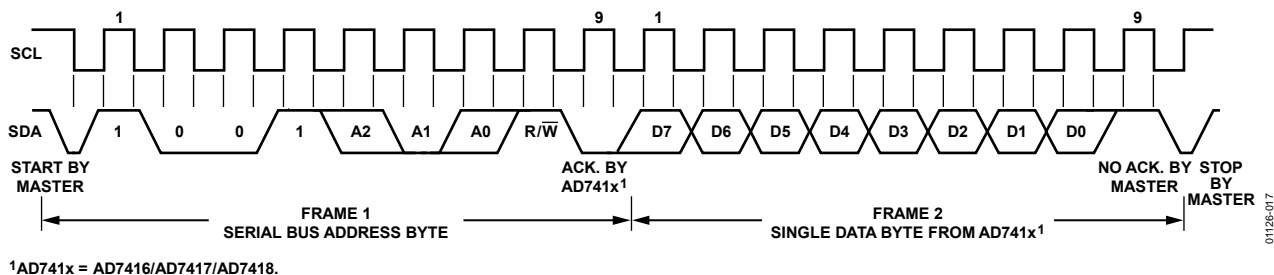 1 9 1 9
SCL
SDA 1 0 0 1 A2 A1 A0 R/W D7 D6 D5 D4 D3 D2 D1 D0
START BY
MASTER
ACK. BY
AD741x1
NO ACK. BY
MASTER
STOP
BY
MASTER
FRAME 1
SERIAL BUS ADDRESS BYTE
FRAME 2
SINGLE DATA BYTE FROM AD741x1
01126-017
1AD741x = AD7416/AD7417/AD7418.